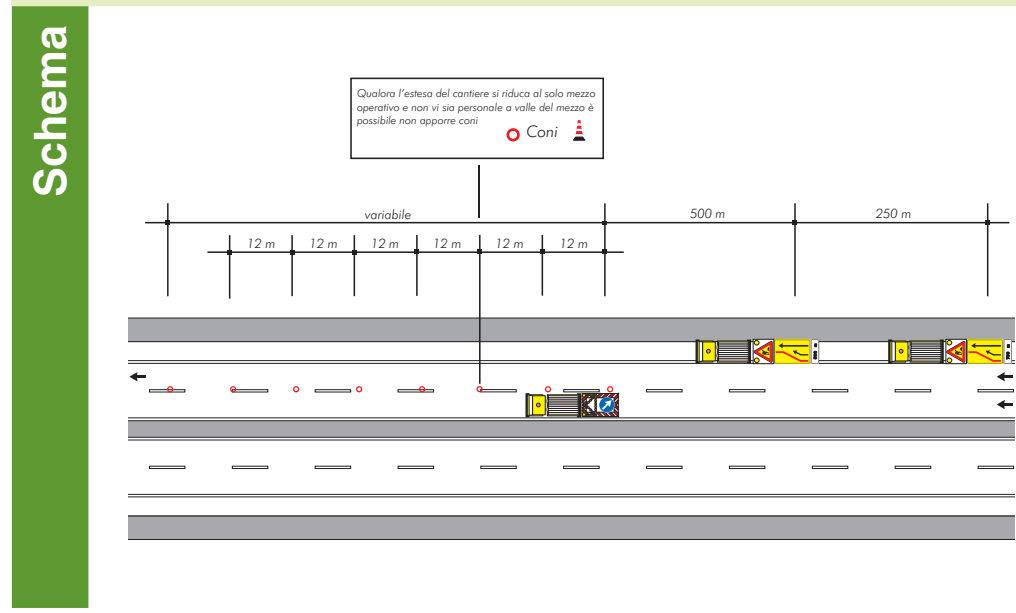 Schema
Qualora l'estesa del cantiere si riduca al solo mezzo
operativo e non vi sia personale a valle del mezzo è
possibile non apporre coni
Coni
variabile
500 m
250 m
12 m
12 m
12 m
12 m
12 m
12 m